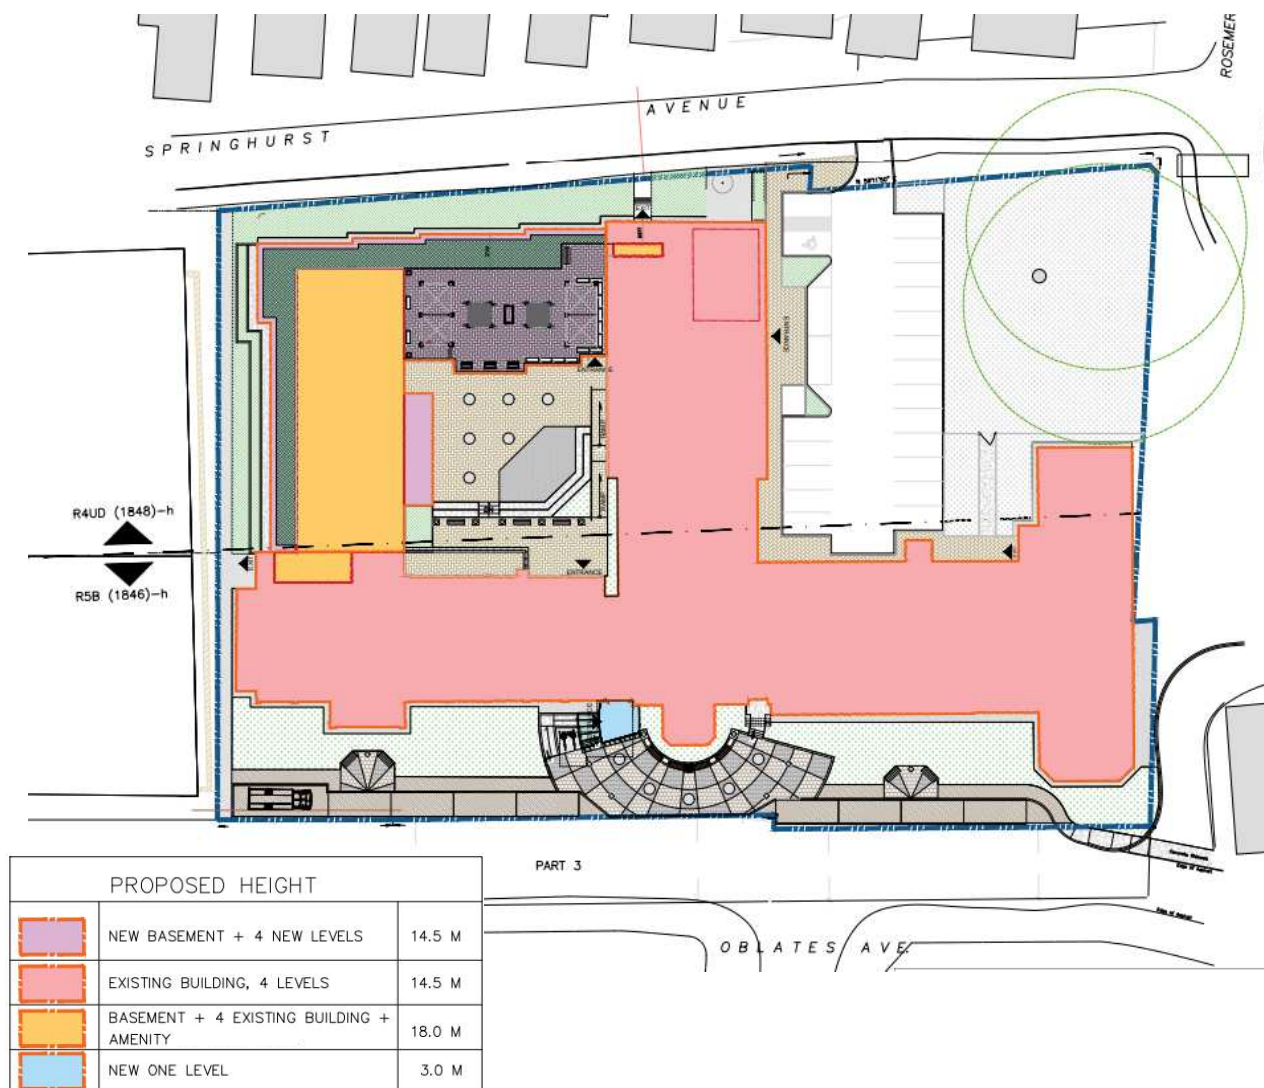 ROSEMER
AVENUE
SPRINGHURST
ENTRANCE
ENTRANCE
R4UD (1848)-h
R5B (1846)-h
ENTRANCE
PART 3
OBLATES AVE.
PROPOSED HEIGHT
NEW BASEMENT + 4 NEW LEVELS 14.5 M
EXISTING BUILDING, 4 LEVELS 14.5 M
BASEMENT + 4 EXISTING BUILDING +
AMENITY 18.0 M
NEW ONE LEVEL 3.0 M